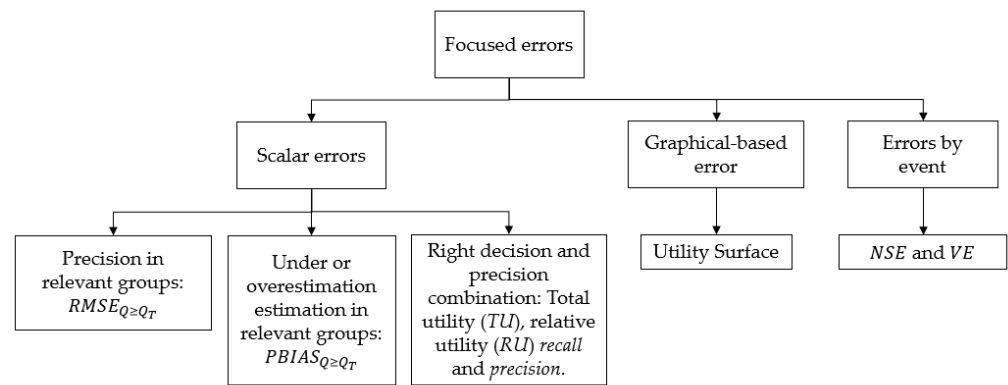 Focused errors
Scalar errors
Graphical-based
error
Errors by
event
Precision in
relevant groups:
RMSE_{Q≥Q_T}
Under or
overestimation
estimation in
relevant groups:
PBIAS_{Q≥Q_T}
Right decision and
precision
combination: Total
utility (TU), relative
utility (RU) recall
and precision.
Utility Surface
NSE and VE